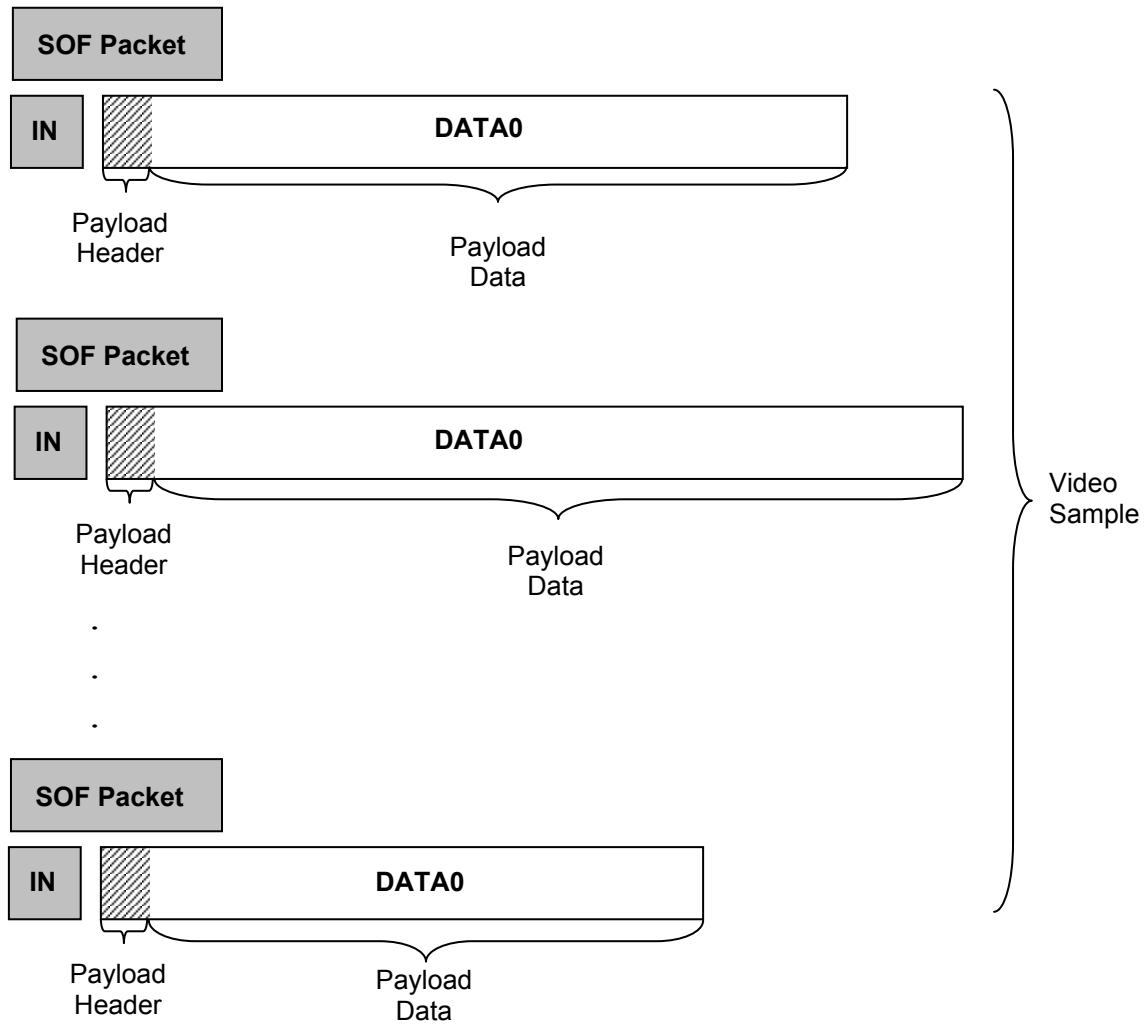 SOF Packet
IN
DATA0
Payload
Header
Payload
Data
SOF Packet
IN
DATA0
Payload
Header
Payload
Data
Video
Sample
.
.
.
SOF Packet
IN
DATA0
Payload
Header
Payload
Data